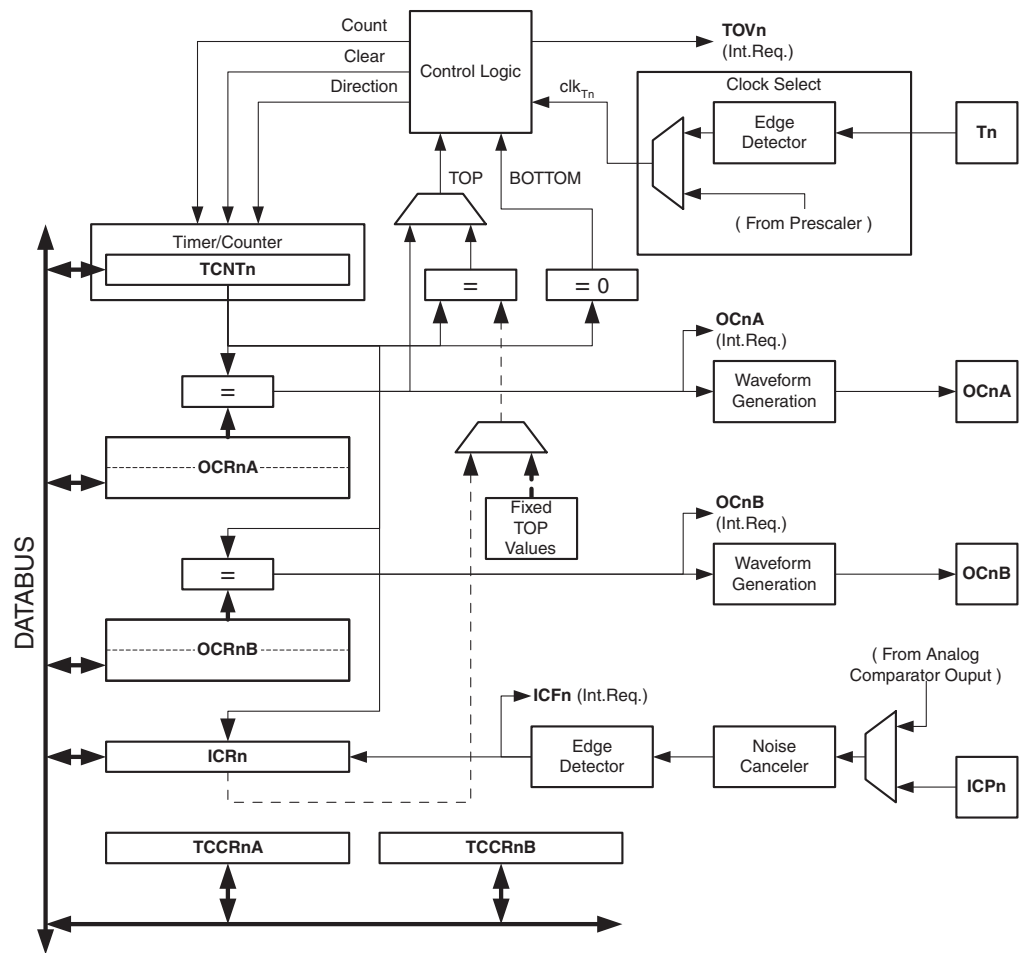 Count
Clear
Direction
Control Logic
TOVn
(Int.Req.)
clkTn
Clock Select
Edge
Detector
Tn
( From Prescaler )
TOP
BOTTOM
Timer/Counter
TCNTn
=
= 0
OCnA
(Int.Req.)
=
Waveform
Generation
OCnA
OCRnA
Fixed
TOP
Values
OCnB
(Int.Req.)
=
Waveform
Generation
OCnB
DATABUS
OCRnB
( From Analog
Comparator Ouput )
ICFn (Int.Req.)
ICRn
Edge
Detector
Noise
Canceler
ICPn
TCCRnA
TCCRnB